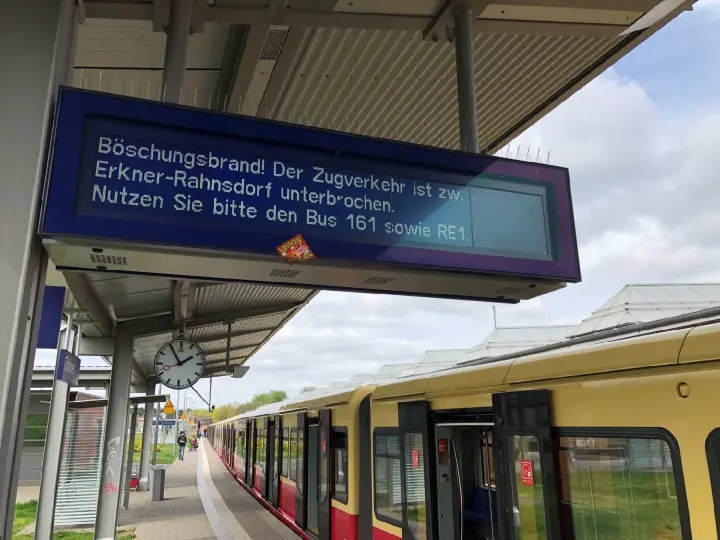 Böschungsbrand! Der Zugverkehr ist zw.
Erkner-Rahnsdorf unterbrochen.
Nutzen Sie bitte den Bus 161 sowie RE1.